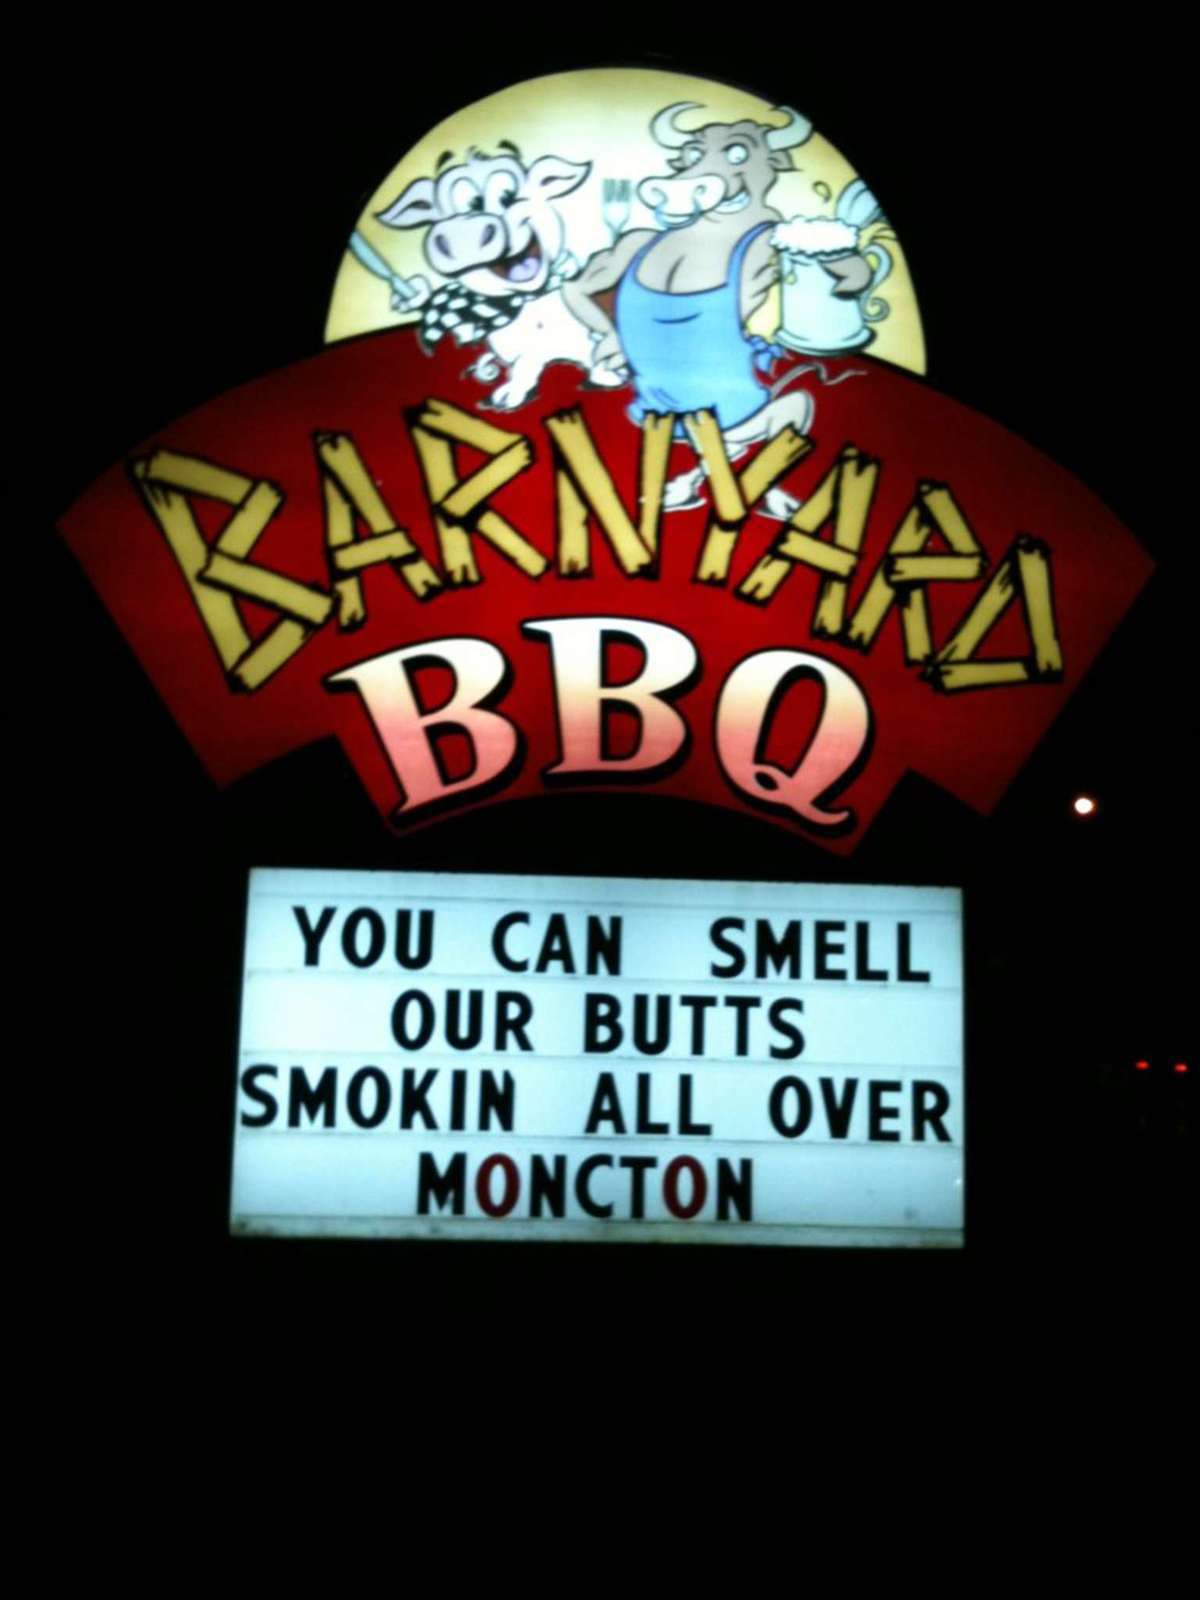 BARNYARD
BBQ
YOU CAN SMELL
OUR BUTTS
SMOKIN ALL OVER
MONCTON